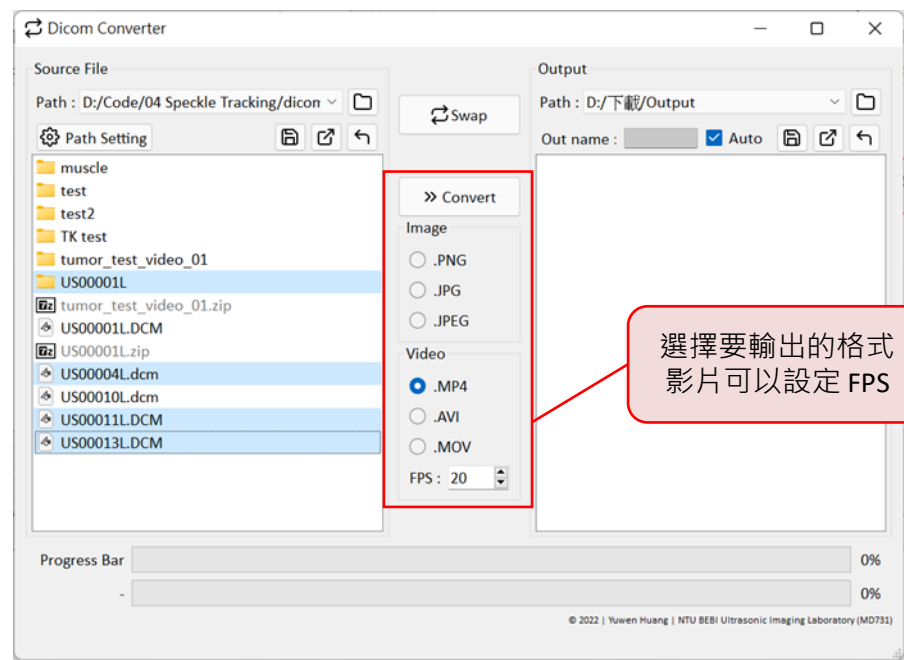 Dicom Converter
Source File
Path : D:/Code/04 Speckle Tracking/dicon
Path Setting
muscle
test
test2
TK test
tumor_test_video_01
US00001L
tumor_test_video_01.zip
US00001L.DCM
US00001L.zip
US00004L.dcm
US00010L.dcm
US00011L.DCM
US00013L.DCM
Swap
Convert
Image
.PNG
.JPG
.JPEG
Video
.MP4
.AVI
.MOV
FPS : 20
Output
Path : D:/下載/Output
Out name :
Auto
選擇要輸出的格式
影片可以設定 FPS
Progress Bar
0%
-
0%
© 2022 | Yuwen Huang | NTU BEBI Ultrasonic Imaging Laboratory (MD731)